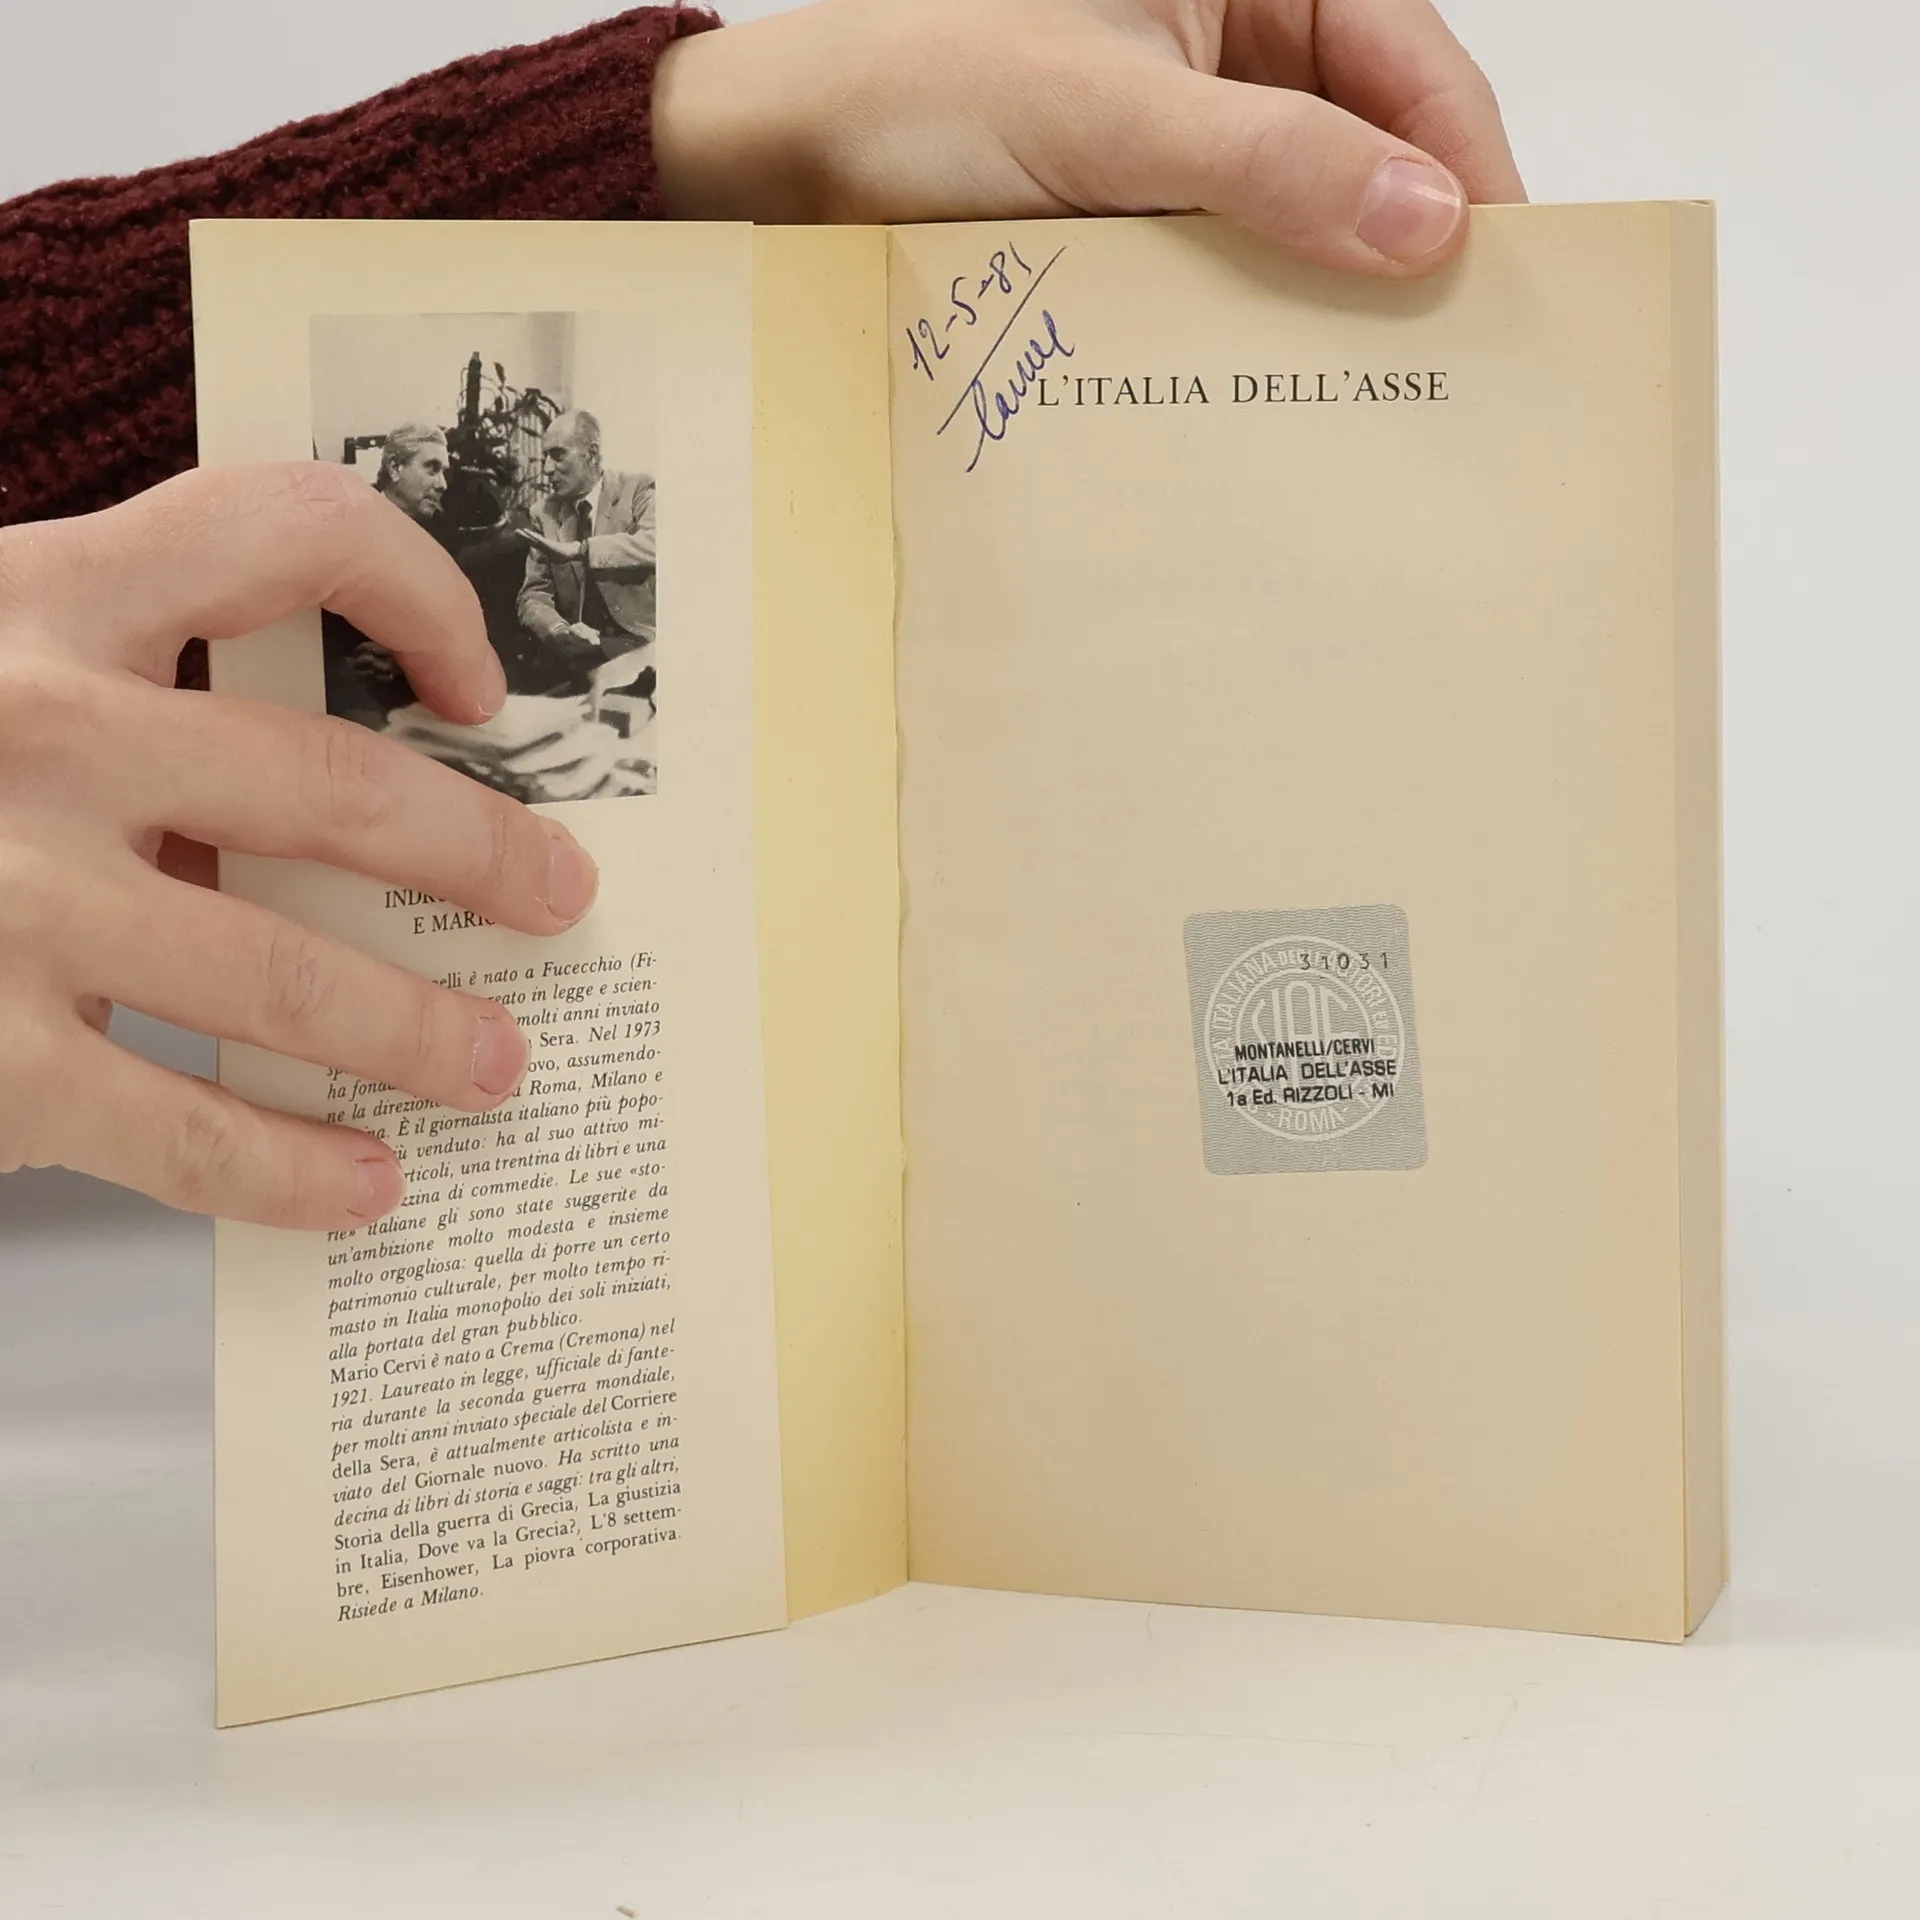 INDR
E MARIO
elli è nato a Fucecchio (Fi-
eato in legge e scien-
molti anni inviato
Sera. Nel 1973
ha fonda ovo, assumendo-
ne la direzione a Roma, Milano e
na. È il giornalista italiano più popo-
iù venduto: ha al suo attivo mi-
rticoli, una trentina di libri e una
zzina di commedie. Le sue «sto-
rie» italiane gli sono state suggerite da
un'ambizione molto modesta e insieme
molto orgogliosa: quella di porre un certo
patrimonio culturale, per molto tempo ri-
masto in Italia monopolio dei soli iniziati,
alla portata del gran pubblico.
Mario Cervi è nato a Crema (Cremona) nel
1921. Laureato in legge, ufficiale di fante-
ria durante la seconda guerra mondiale,
per molti anni inviato speciale del Corriere
della Sera, è attualmente articolista e in-
viato del Giornale nuovo. Ha scritto una
decina di libri di storia e saggi: tra gli altri,
Storia della guerra di Grecia, La giustizia
in Italia, Dove va la Grecia?, L'8 settem-
bre, Eisenhower, La piovra corporativa.
Risiede a Milano.
12-5-81
L'ITALIA DELL'ASSE
31031
MONTANELLI/CERVI
L'ITALIA DELL'ASSE
1a Ed. RIZZOLI - MI
ROMA